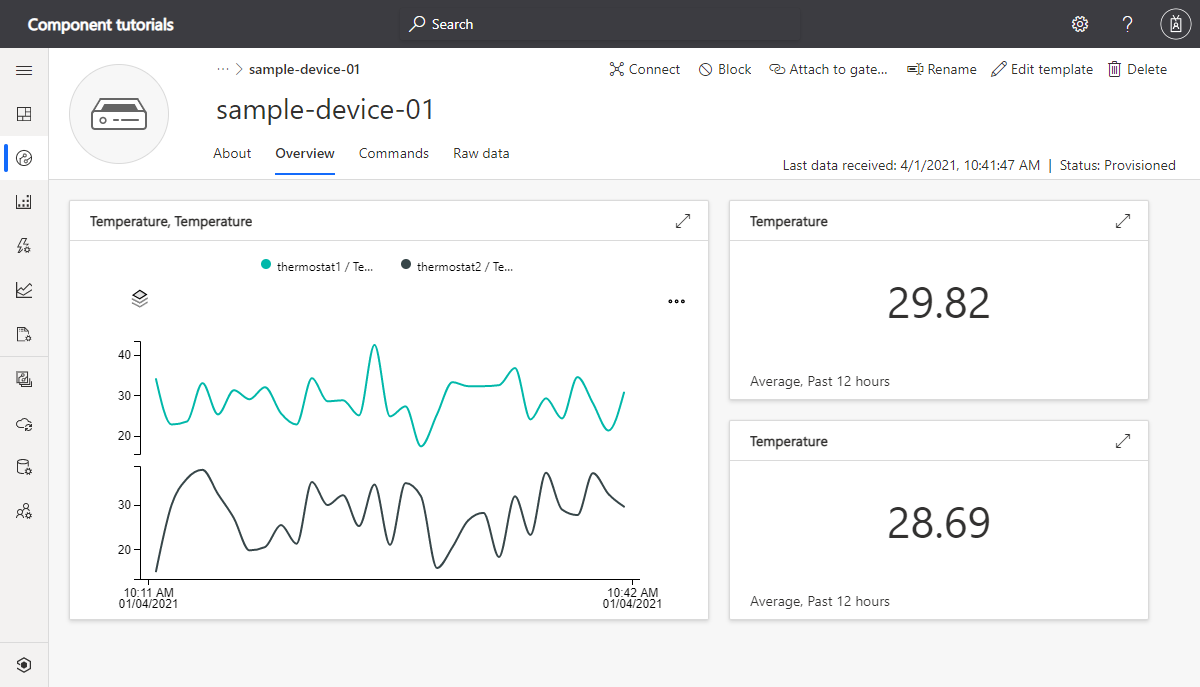 Component tutorials
Search
?
··· > sample-device-01
Connect
Block
Attach to gate...
Rename
Edit template
Delete
sample-device-01
About
Overview
Commands
Raw data
Last data received: 4/1/2021, 10:41:47 AM | Status: Provisioned
Temperature, Temperature
thermostat1 / Te...
thermostat2 / Te...
40
30
20
30
20
10:11 AM
01/04/2021
10:42 AM
01/04/2021
Temperature
29.82
Average, Past 12 hours
Temperature
28.69
Average, Past 12 hours